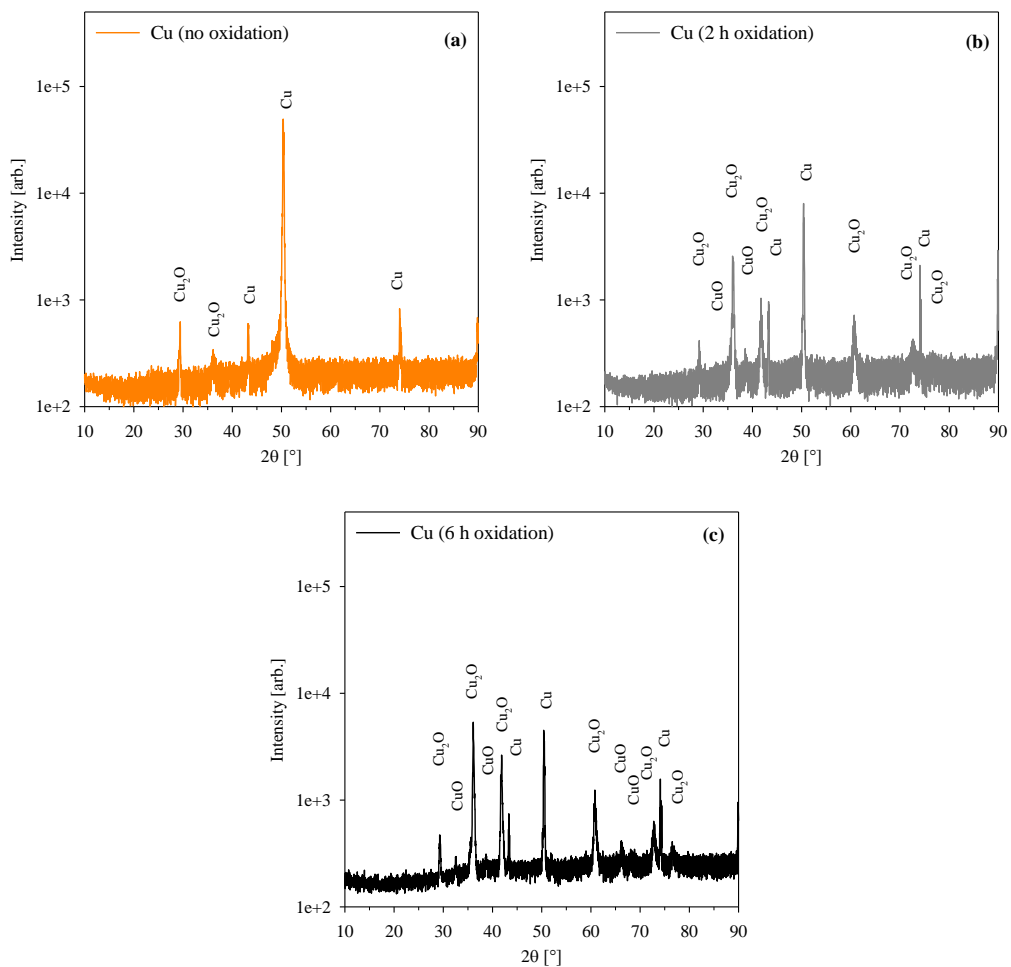 Cu (no oxidation)
(a)
Intensity [arb.]
1e+5
1e+4
1e+3
1e+2
Cu₂O
Cu₂O
Cu
Cu
Cu
10 20 30 40 50 60 70 80 90
2θ [°]
Cu (2 h oxidation)
(b)
Intensity [arb.]
1e+5
1e+4
1e+3
1e+2
Cu₂O
CuO
Cu₂O
CuO
Cu₂O
Cu
Cu
Cu₂O
Cu₂O
Cu
Cu₂O
10 20 30 40 50 60 70 80 90
2θ [°]
Cu (6 h oxidation)
(c)
Intensity [arb.]
1e+5
1e+4
1e+3
1e+2
Cu₂O
CuO
Cu₂O
CuO
Cu₂O
Cu
Cu
Cu₂O
CuO
CuO
Cu₂O
Cu
Cu₂O
10 20 30 40 50 60 70 80 90
2θ [°]